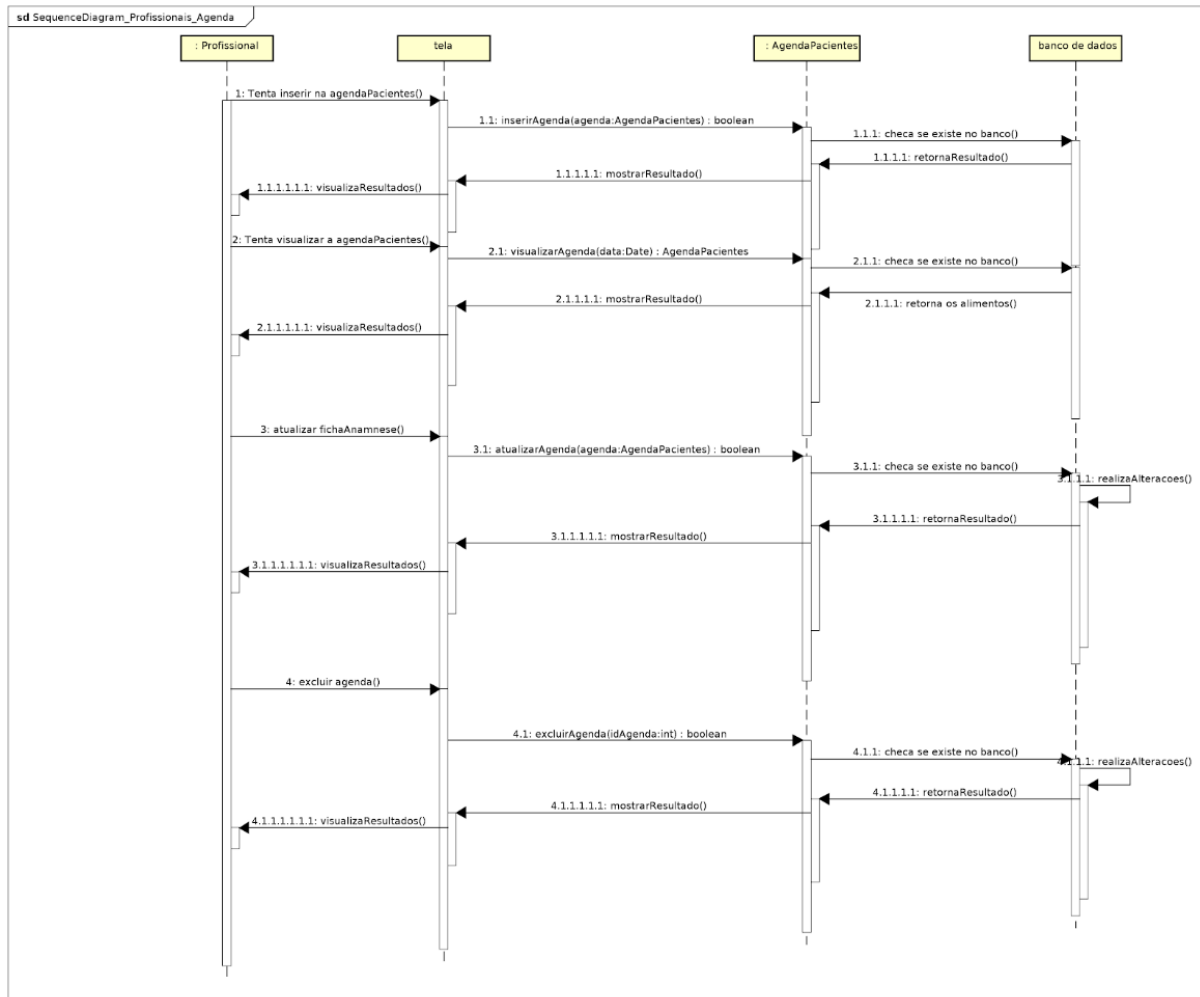 sd SequenceDiagram_Profissionais_Agenda
: Profissional
tela
: AgendaPacientes
banco de dados
1: Tenta inserir na agendaPacientes()
1.1: inserirAgenda(agenda:AgendaPacientes) : boolean
1.1.1: checa se existe no banco()
1.1.1.1: retornaResultado()
1.1.1.1.1: mostrarResultado()
1.1.1.1.1.1: visualizaResultados()
2: Tenta visualizar a agendaPacientes()
2.1: visualizarAgenda(data:Date) : AgendaPacientes
2.1.1: checa se existe no banco()
2.1.1.1: retorna os alimentos()
2.1.1.1.1: mostrarResultado()
2.1.1.1.1.1: visualizaResultados()
3: atualizar fichaAnamnese()
3.1: atualizarAgenda(agenda:AgendaPacientes) : boolean
3.1.1: checa se existe no banco()
3.1.1.1: realizaAlteracoes()
3.1.1.1.1: retornaResultado()
3.1.1.1.1.1: mostrarResultado()
3.1.1.1.1.1.1: visualizaResultados()
4: excluir agenda()
4.1: excluirAgenda(idAgenda:int) : boolean
4.1.1: checa se existe no banco()
4.1.1.1: realizaAlteracoes()
4.1.1.1.1: retornaResultado()
4.1.1.1.1.1: mostrarResultado()
4.1.1.1.1.1.1: visualizaResultados()